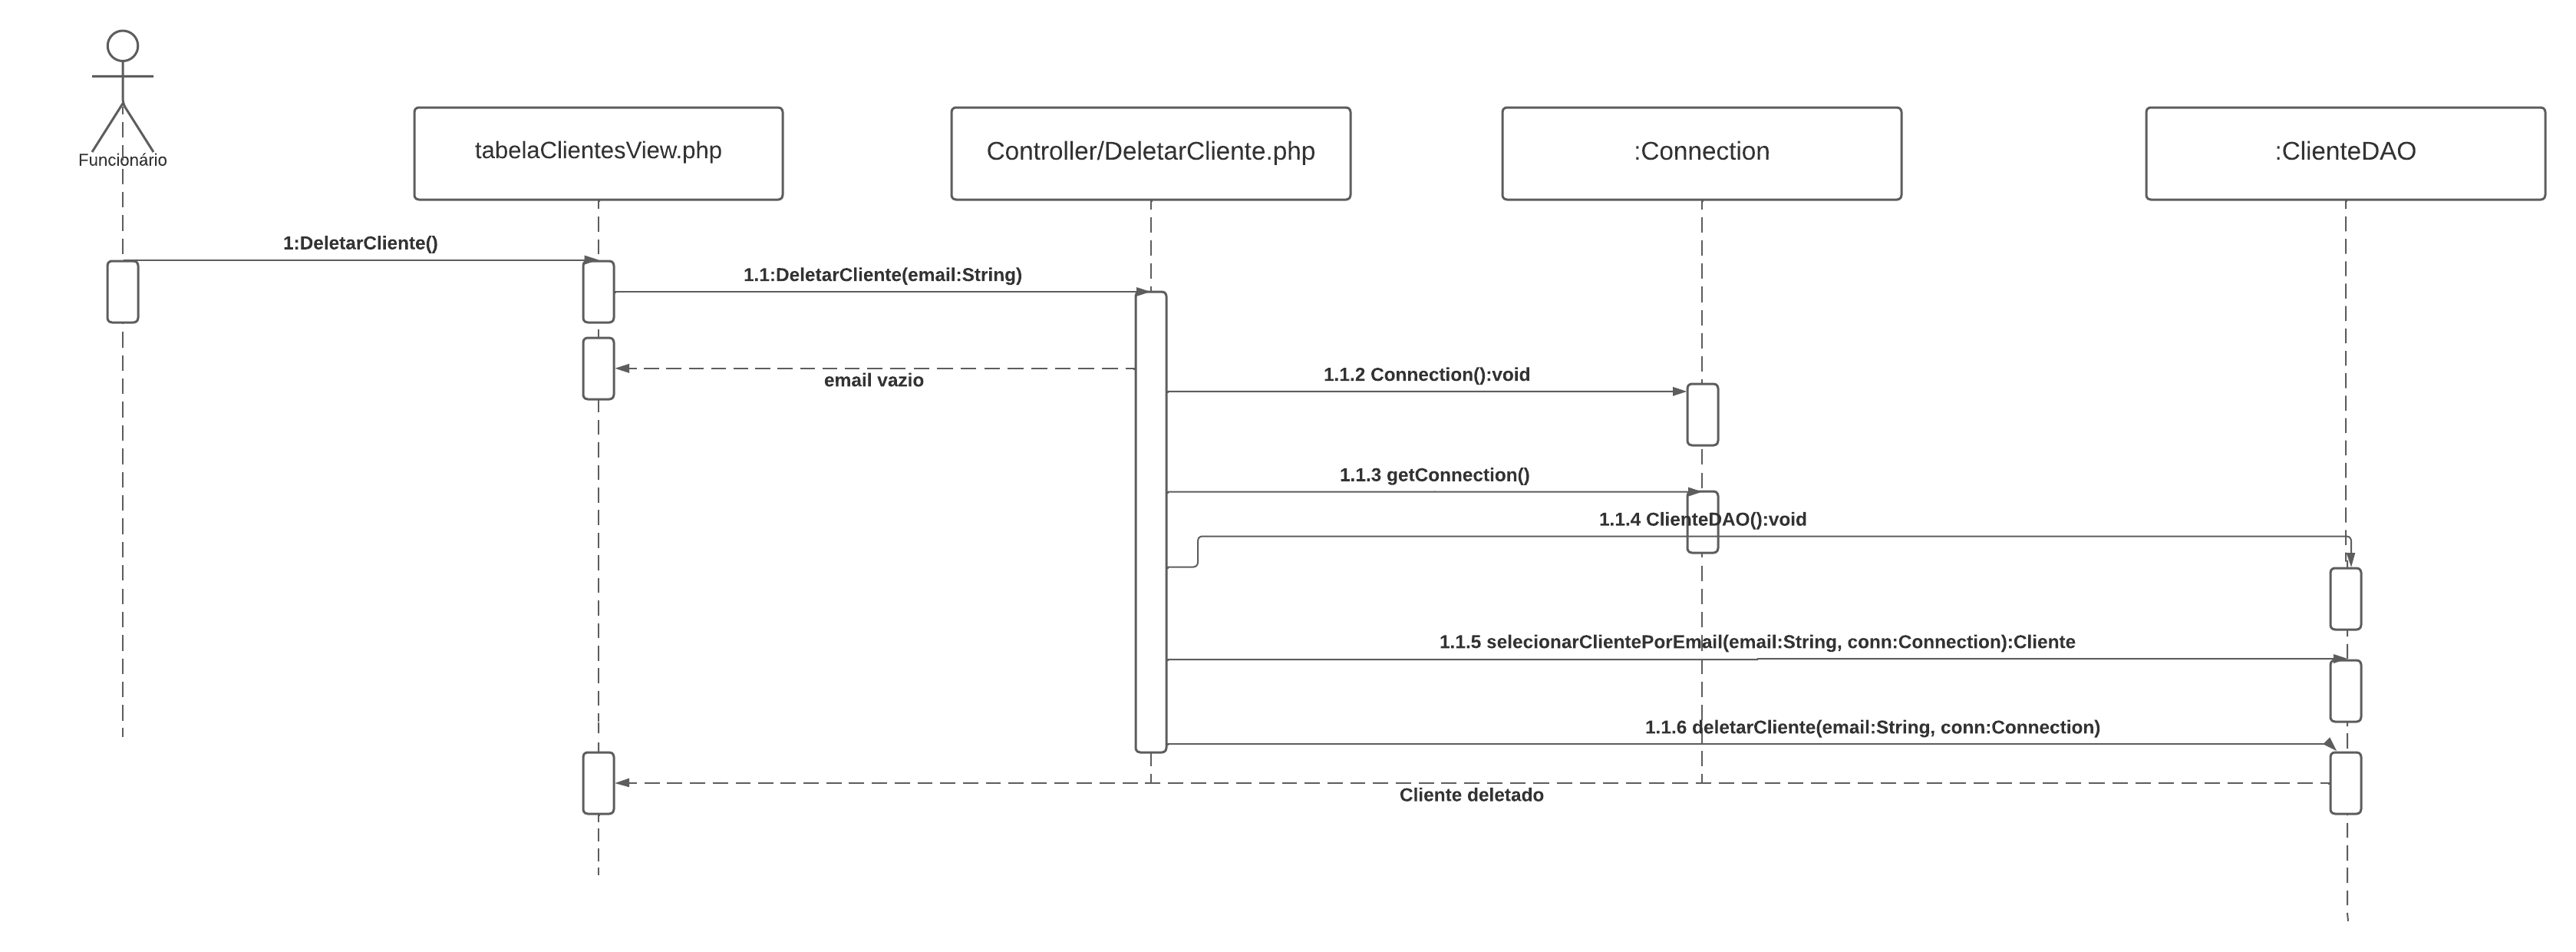 Funcionário
tabelaClientesView.php
Controller/DeletarCliente.php
:Connection
:ClienteDAO
1:DeletarCliente()
1.1:DeletarCliente(email:String)
email vazio
1.1.2 Connection():void
1.1.3 getConnection()
1.1.4 ClienteDAO():void
1.1.5 selecionarClientePorEmail(email:String, conn:Connection):Cliente
1.1.6 deletarCliente(email:String, conn:Connection)
Cliente deletado